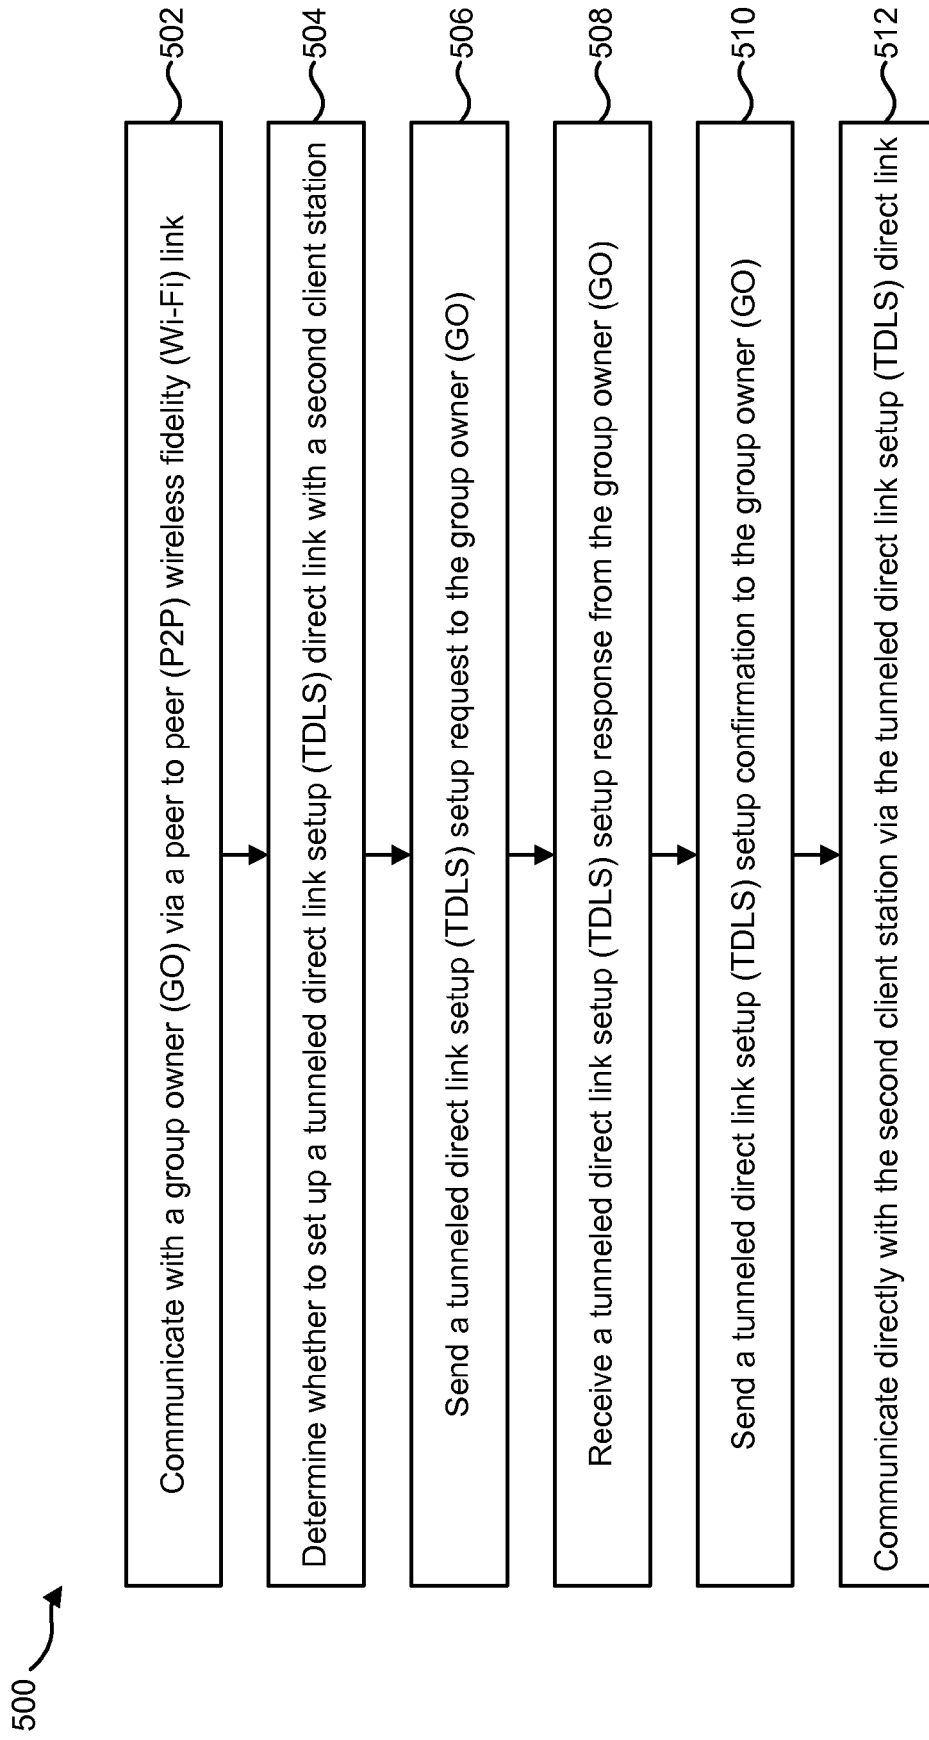 500
Communicate with a group owner (GO) via a peer to peer (P2P) wireless fidelity (Wi-Fi) link
502
Determine whether to set up a tunneled direct link setup (TDLS) direct link with a second client station
504
Send a tunneled direct link setup (TDLS) setup request to the group owner (GO)
506
Receive a tunneled direct link setup (TDLS) setup response from the group owner (GO)
508
Send a tunneled direct link setup (TDLS) setup confirmation to the group owner (GO)
510
Communicate directly with the second client station via the tunneled direct link setup (TDLS) direct link
512